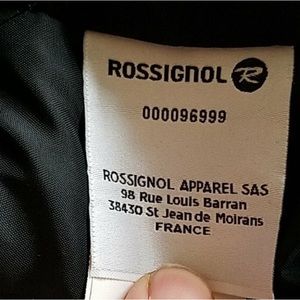 ROSSIGNOL R
000096999
ROSSIGNOL APPAREL SAS
98 Rue Louis Barran
38430 St Jean de Moirans
FRANCE